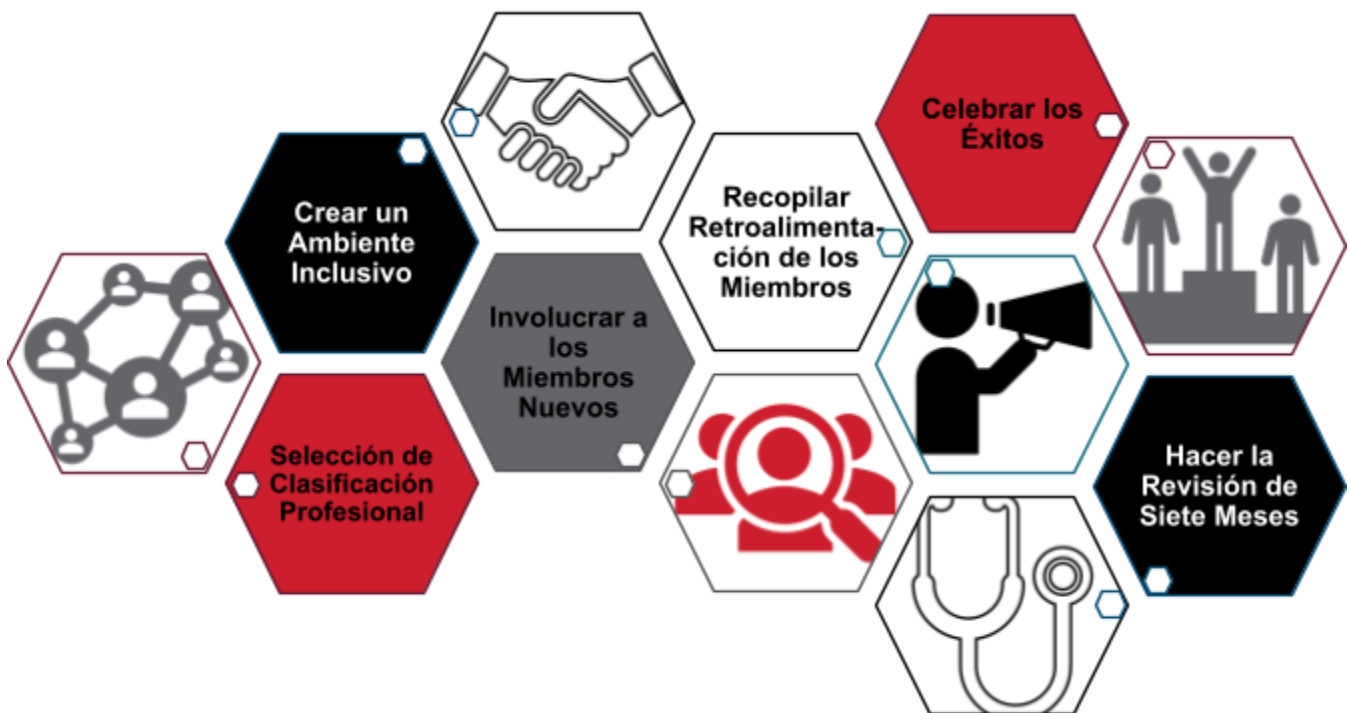 Crear un
Ambiente
Inclusivo
Selección de
Clasificación
Profesional
Involucrar a
los
Miembros
Nuevos
Recopilar
Retroalimenta-
ción de los
Miembros
Celebrar los
Éxitos
Hacer la
Revisión de
Siete Meses